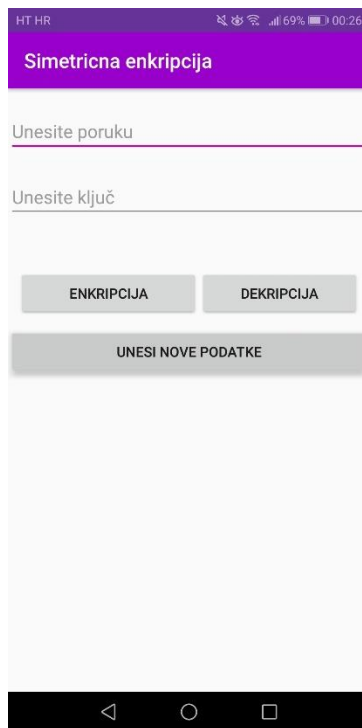 HT HR 69% 00:26
Simetricna enkripcija
Unesite poruku
Unesite ključ
ENKRIPCIJA DEKRIPCIJA
UNESI NOVE PODATKE